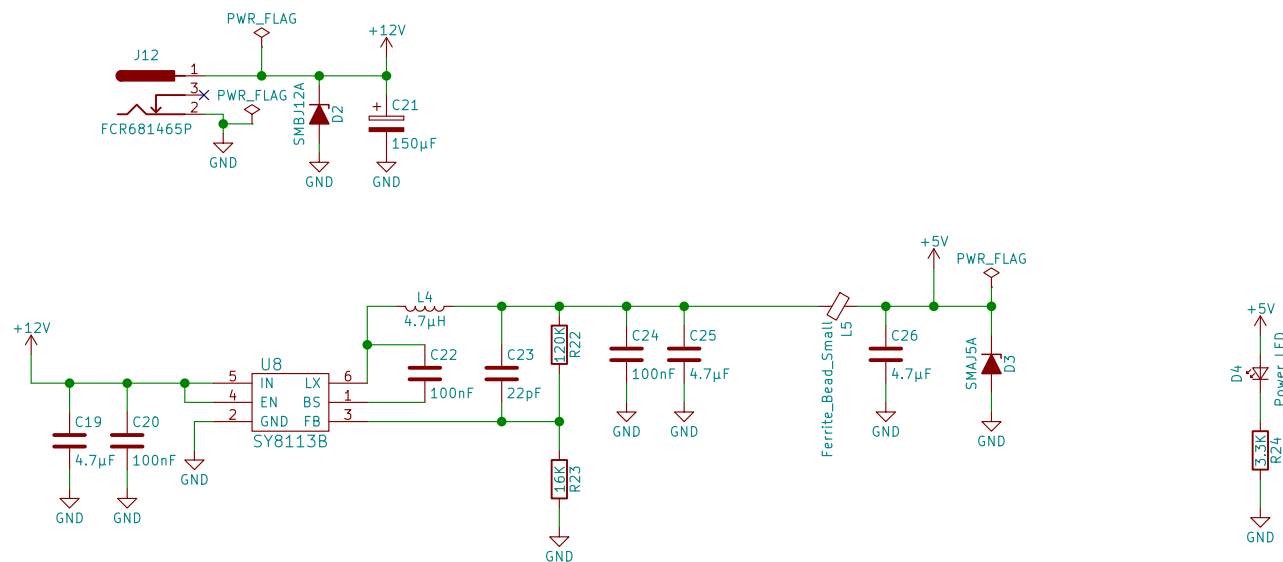 PWR_FLAG
+12V
J12
1
3
2
PWR_FLAG
FCR681465P
GND
SMBJ12A
D2
GND
+
C21
150µF
GND
+5V
PWR_FLAG
+12V
L4
4.7µH
U8
5 IN LX 6
4 EN BS 1
2 GND FB 3
SY8113B
C19
4.7µF
GND
C20
100nF
GND
GND
C22
100nF
C23
22pF
120K
R22
16K
R23
GND
C24
100nF
GND
C25
4.7µF
GND
Ferrite_Bead_Small
L5
C26
4.7µF
GND
SMAJ5A
D3
GND
+5V
D4
Power_LED
3.3K
R24
GND